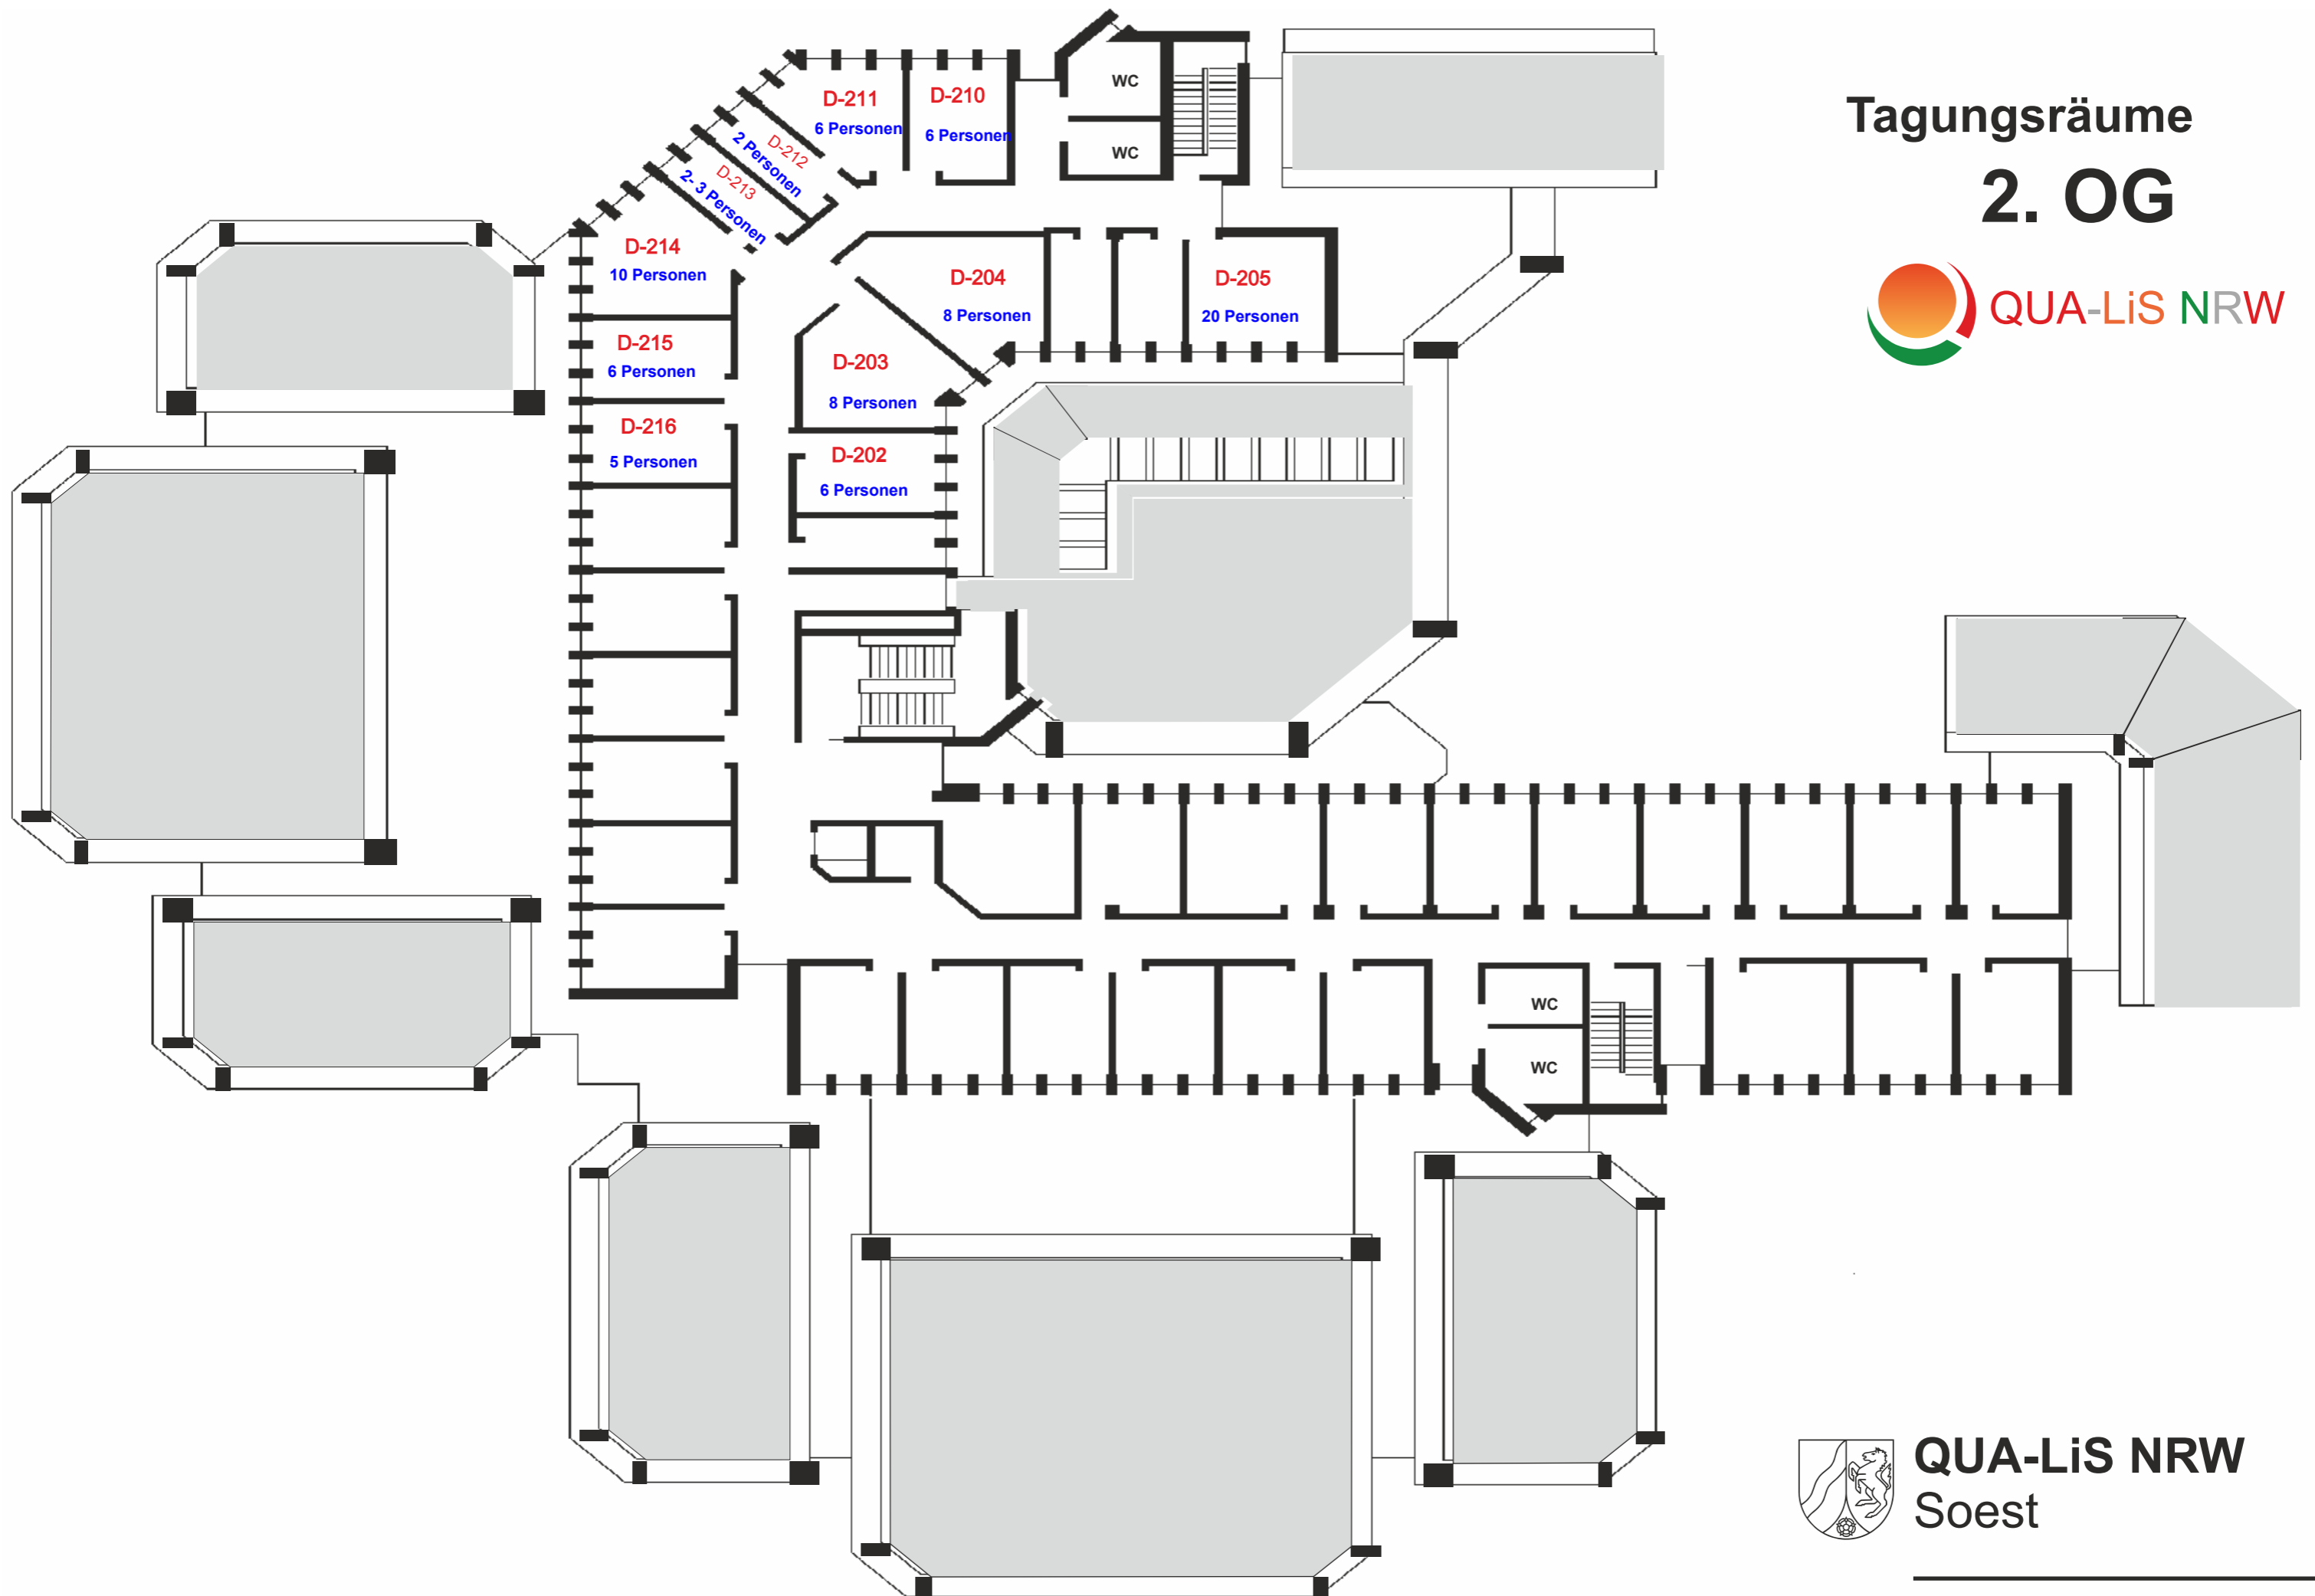 Tagungsräume
2. OG
QUA-LiS NRW
D-211
6 Personen
D-210
6 Personen
WC
WC
D-212
2 Personen
D-213
2- 3 Personen
D-214
10 Personen
D-204
8 Personen
D-205
20 Personen
D-215
6 Personen
D-203
8 Personen
D-216
5 Personen
D-202
6 Personen
WC
WC
QUA-LiS NRW
Soest